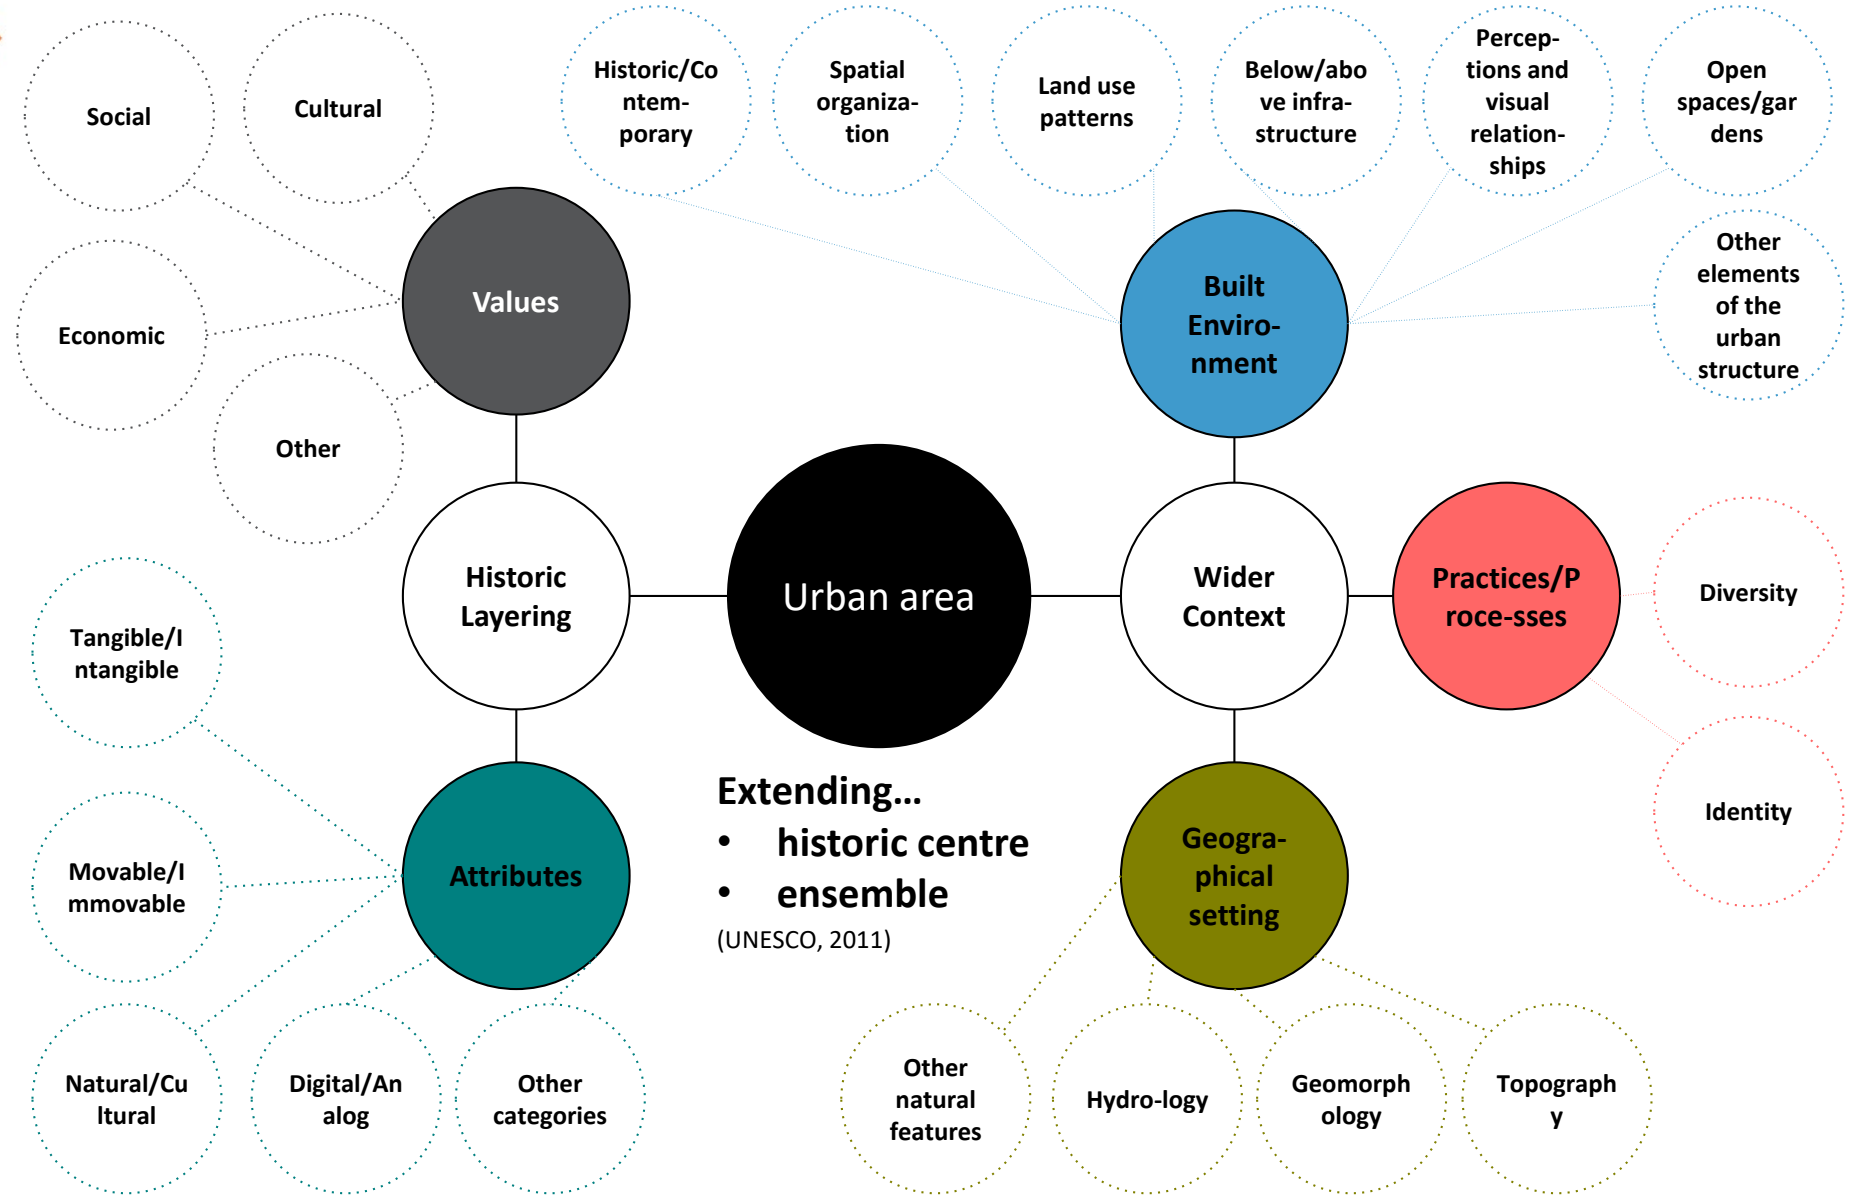 Social
Cultural
Historic/Co
ntem-
porary
Spatial
organiza-
tion
Land use
patterns
Below/abo
ve infra-
structure
Percep-
tions and
visual
relation-
ships
Open
spaces/gar
dens
Other
elements
of the
urban
structure
Values
Built
Enviro-
nment
Economic
Other
Historic
Layering
Urban area
Wider
Context
Practices/P
roce-sses
Diversity
Identity
Tangible/I
ntangible
Movable/I
mmovable
Attributes
Extending…
• historic centre
• ensemble
(UNESCO, 2011)
Geogra-
phical
setting
Natural/Cu
ltural
Digital/An
alog
Other
categories
Other
natural
features
Hydro-logy
Geomorph
ology
Topograph
y